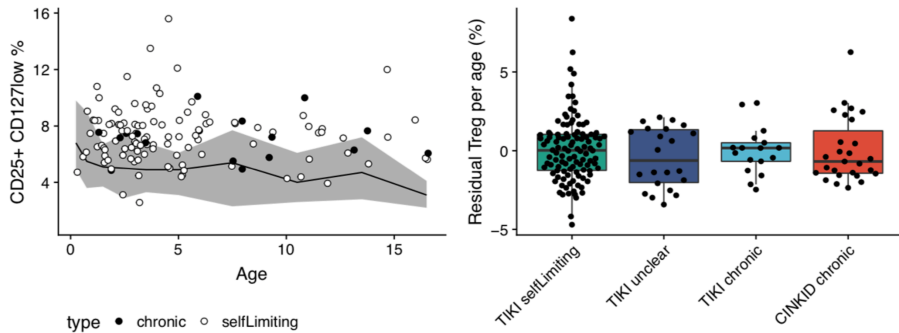 CD25+ CD127low %
16
12
8
4
0
5
10
15
Age
type chronic selfLimiting
Residual Treg per age (%)
5
0
−5
TIKI selfLimiting
TIKI unclear
TIKI chronic
CINKID chronic